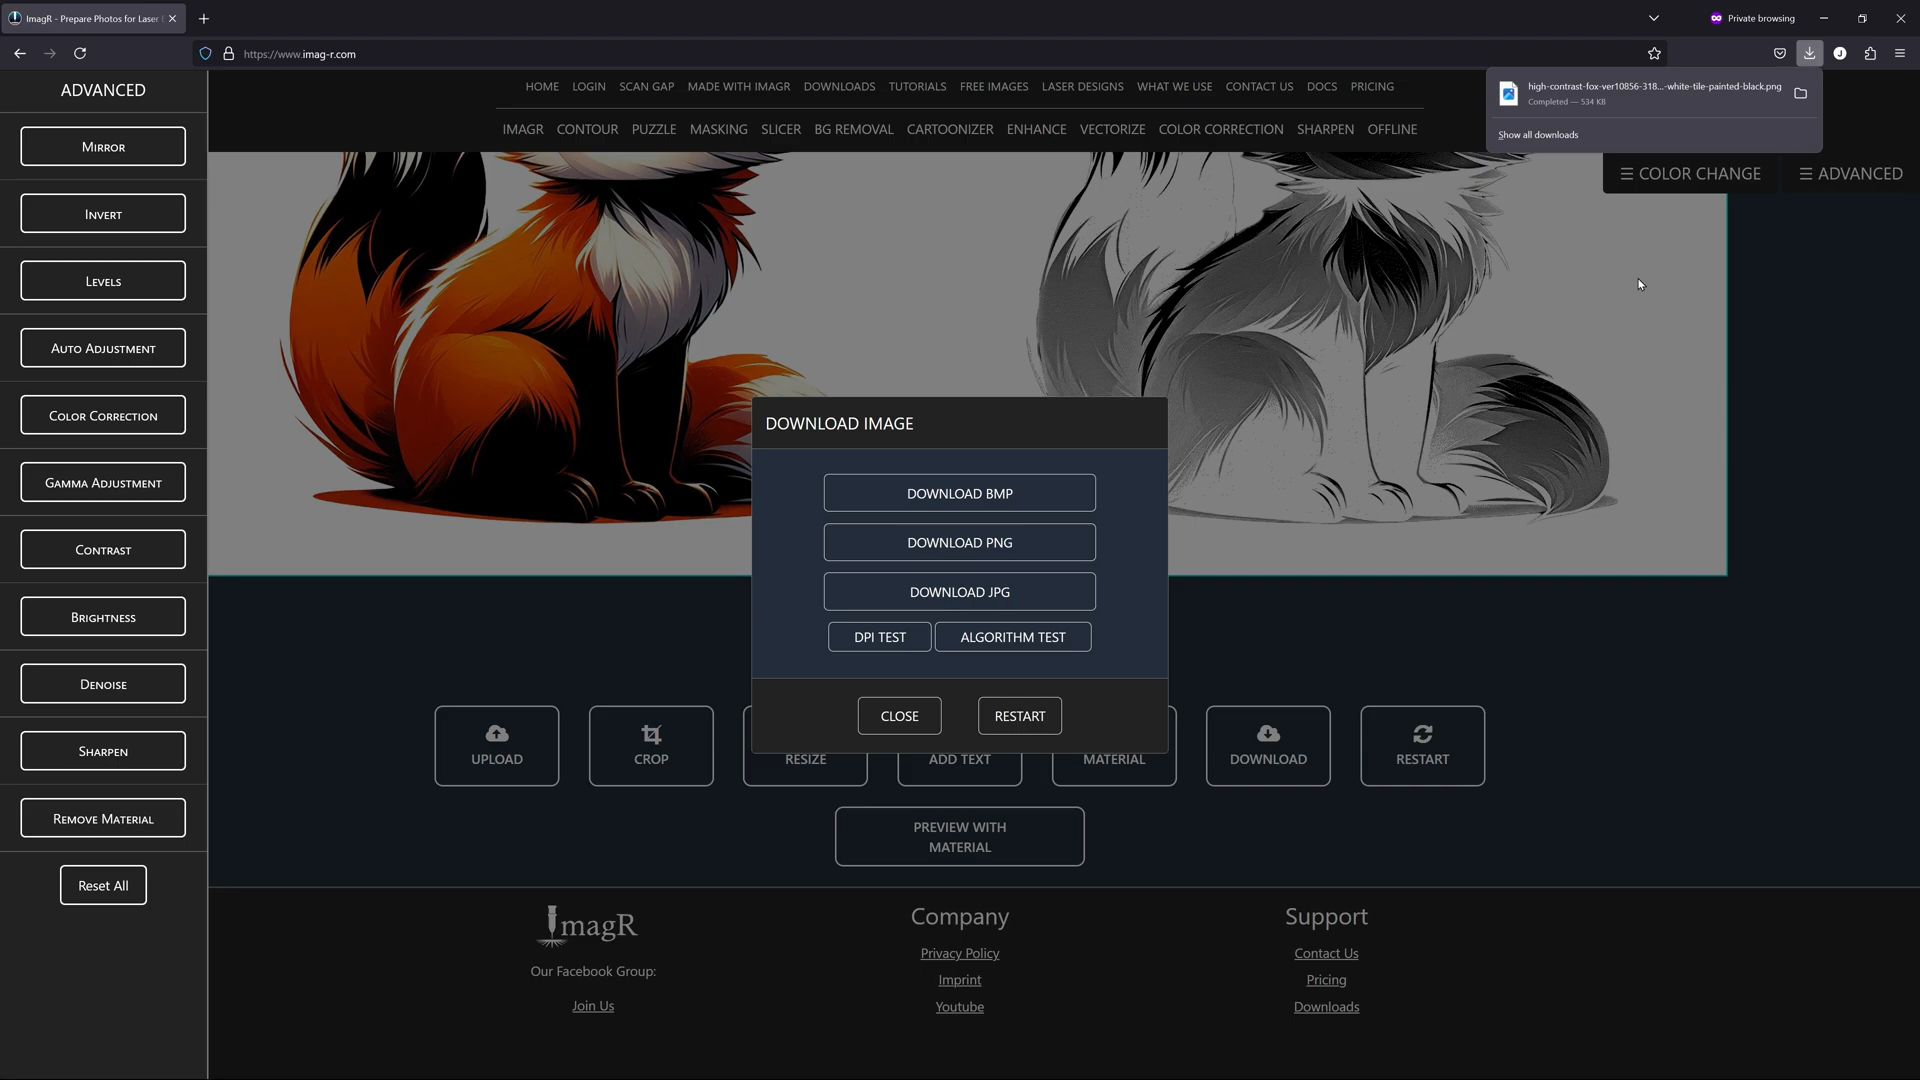 ImagR - Prepare Photos for Laser
Private browsing
https://www.imag-r.com
high-contrast-fox-ver10856-318...-white-tile-painted-black.png
Completed — 534 KB
Show all downloads
HOME LOGIN SCAN GAP MADE WITH IMAGR DOWNLOADS TUTORIALS FREE IMAGES LASER DESIGNS WHAT WE USE CONTACT US DOCS PRICING
IMAGR CONTOUR PUZZLE MASKING SLICER BG REMOVAL CARTOONIZER ENHANCE VECTORIZE COLOR CORRECTION SHARPEN OFFLINE
COLOR CHANGE
ADVANCED
ADVANCED
MIRROR
INVERT
LEVELS
AUTO ADJUSTMENT
COLOR CORRECTION
GAMMA ADJUSTMENT
CONTRAST
BRIGHTNESS
DENOISE
SHARPEN
REMOVE MATERIAL
Reset All
DOWNLOAD IMAGE
DOWNLOAD BMP
DOWNLOAD PNG
DOWNLOAD JPG
DPI TEST
ALGORITHM TEST
CLOSE
RESTART
UPLOAD
CROP
RESIZE
ADD TEXT
MATERIAL
DOWNLOAD
RESTART
PREVIEW WITH
MATERIAL
ImagR
Our Facebook Group:
Join Us
Company
Privacy Policy
Imprint
Youtube
Support
Contact Us
Pricing
Downloads